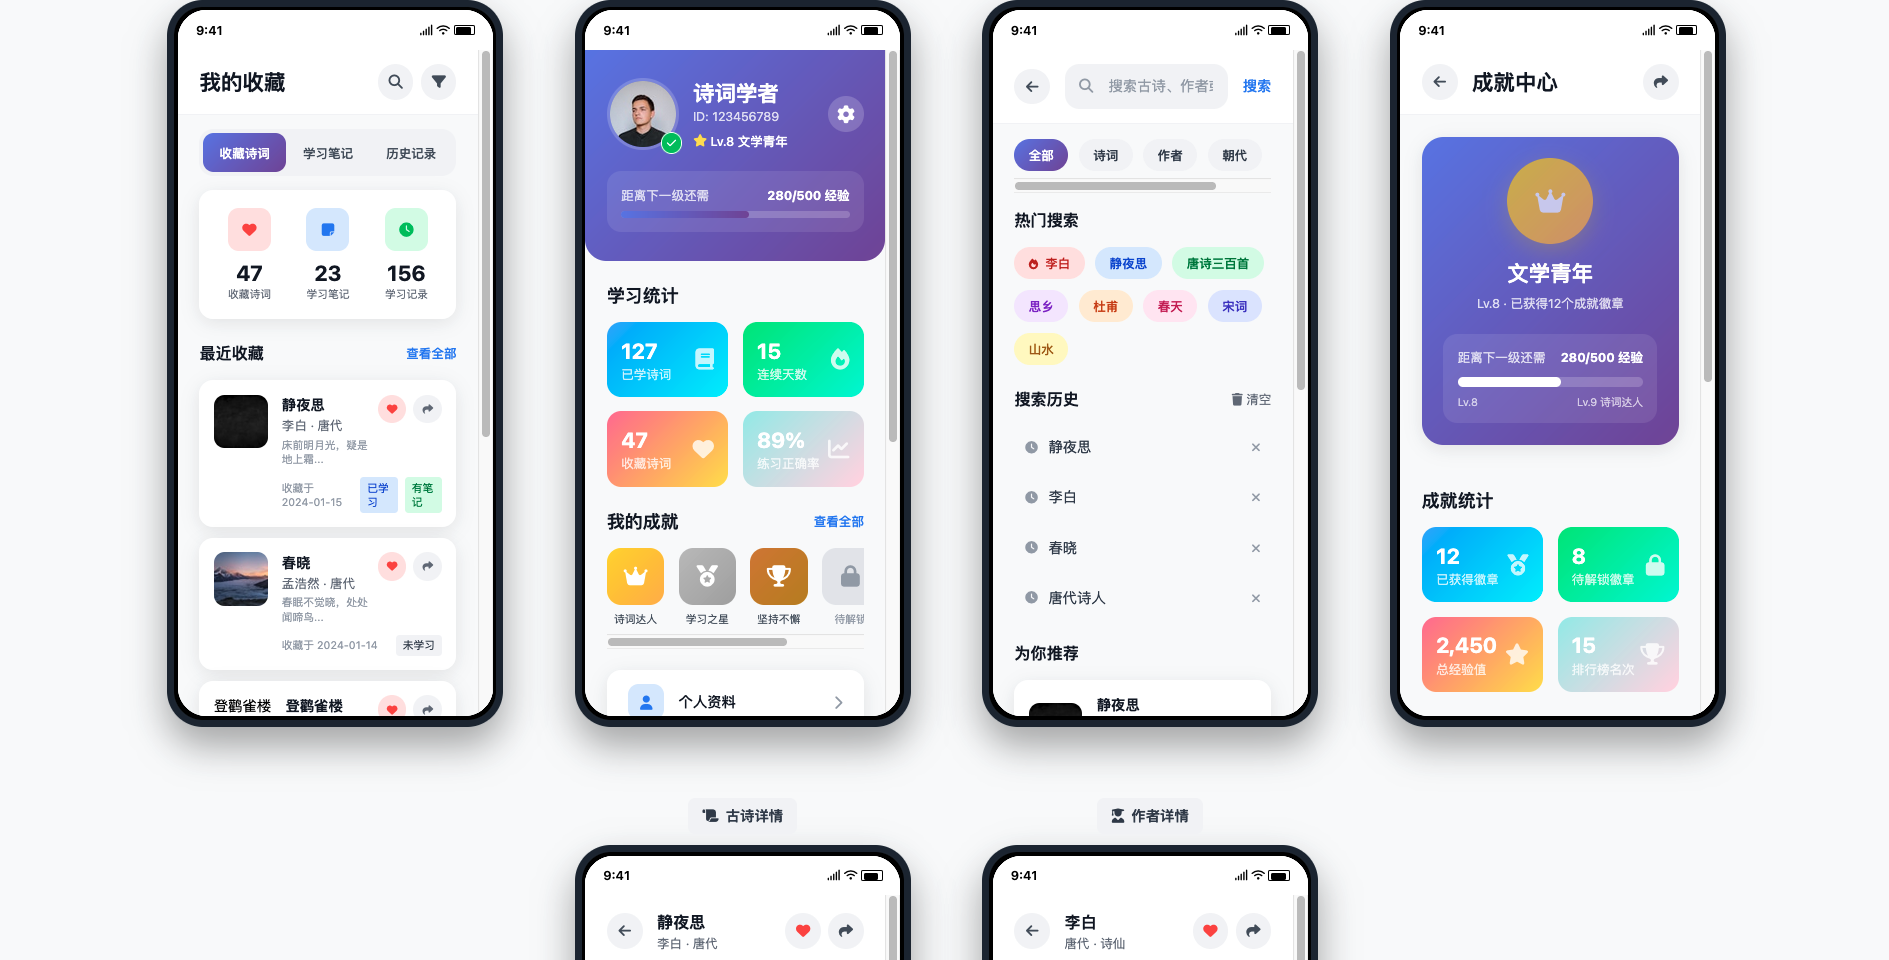 9:41
我的收藏
收藏诗词
学习笔记
历史记录
47
23
156
收藏诗词
学习笔记
学习记录
最近收藏
查看全部
静夜思
李白 · 唐代
床前明月光，疑是
地上霜...
收藏于
2024-01-15
已学
习
有笔
记
春晓
孟浩然 · 唐代
春眠不觉晓，处处
闻啼鸟...
收藏于 2024-01-14
未学习
登鹳雀楼
登鹳雀楼
9:41
诗词学者
ID: 123456789
Lv.8 文学青年
距离下一级还需
280/500 经验
学习统计
127
已学诗词
15
连续天数
47
收藏诗词
89%
练习正确率
我的成就
查看全部
诗词达人
学习之星
坚持不懈
待解锁
个人资料
9:41
搜索古诗、作者
搜索
全部
诗词
作者
朝代
热门搜索
李白
静夜思
唐诗三百首
思乡
杜甫
春天
宋词
山水
搜索历史
清空
静夜思
李白
春晓
唐代诗人
为你推荐
静夜思
9:41
成就中心
文学青年
Lv.8 · 已获得12个成就徽章
距离下一级还需
280/500 经验
Lv.8
Lv.9 诗词达人
成就统计
12
已获得徽章
8
待解锁徽章
2,450
总经验值
15
排行榜名次
古诗详情
9:41
静夜思
李白 · 唐代
作者详情
9:41
李白
唐代 · 诗仙